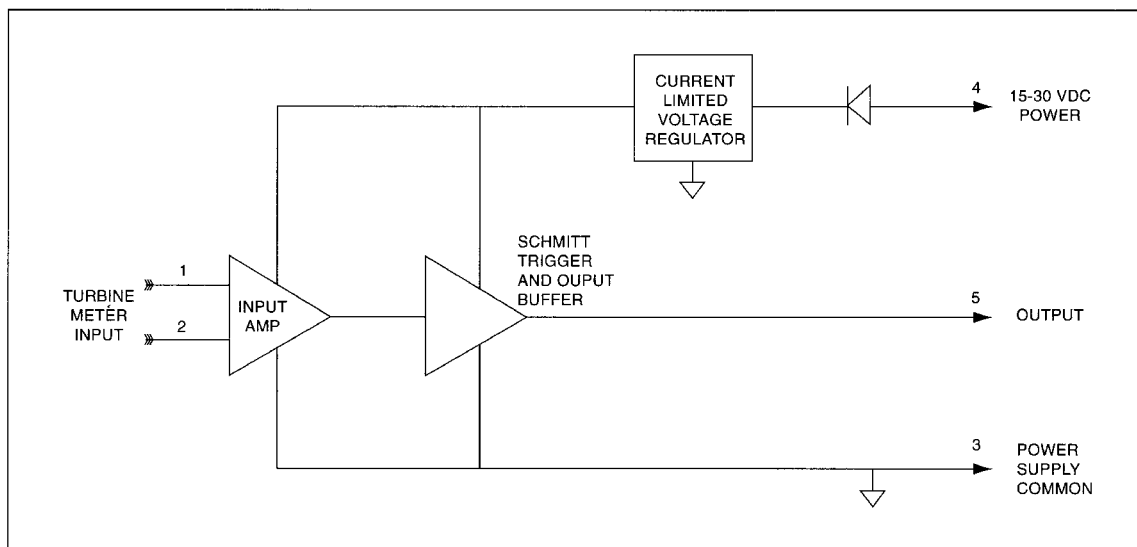 CURRENT
LIMITED
VOLTAGE
REGULATOR
4
15-30 VDC
POWER
SCHMITT
TRIGGER
AND OUPUT
BUFFER
TURBINE
METER
INPUT
1
2
INPUT
AMP
5
OUTPUT
3
POWER
SUPPLY
COMMON